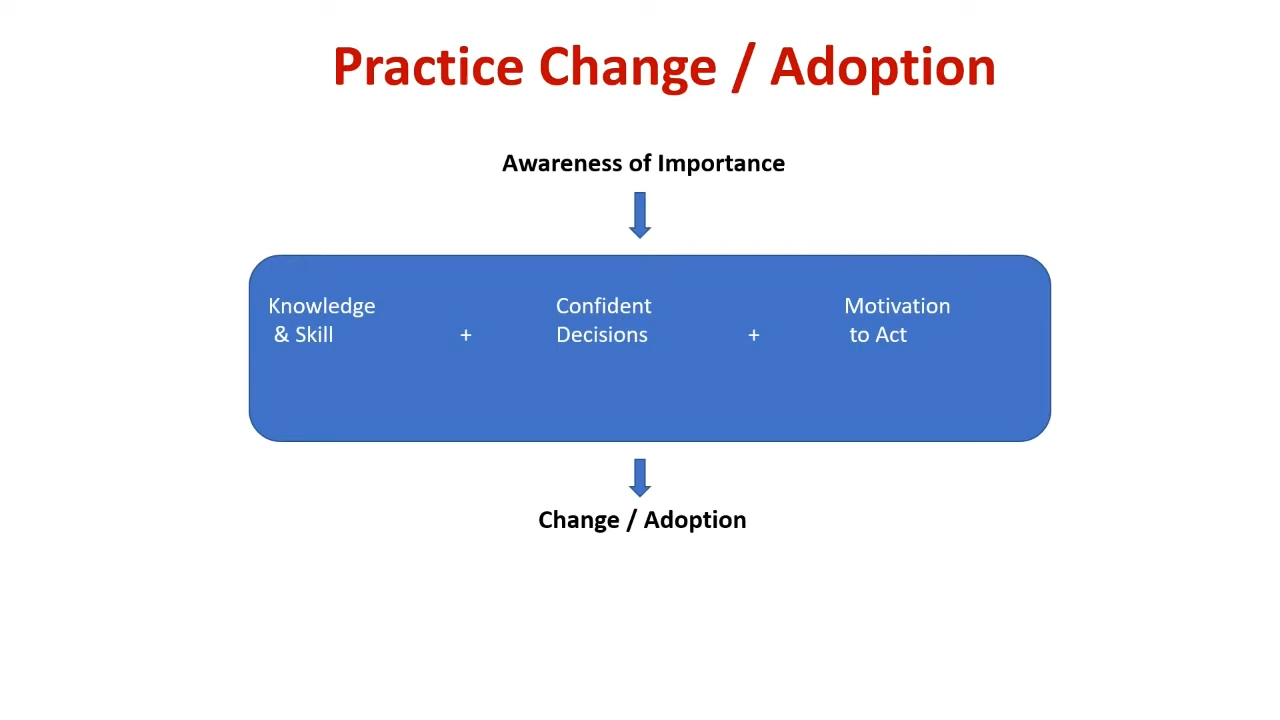 Practice Change / Adoption
Awareness of Importance
Knowledge Confident Motivation
& Skill + Decisions + to Act
Change / Adoption